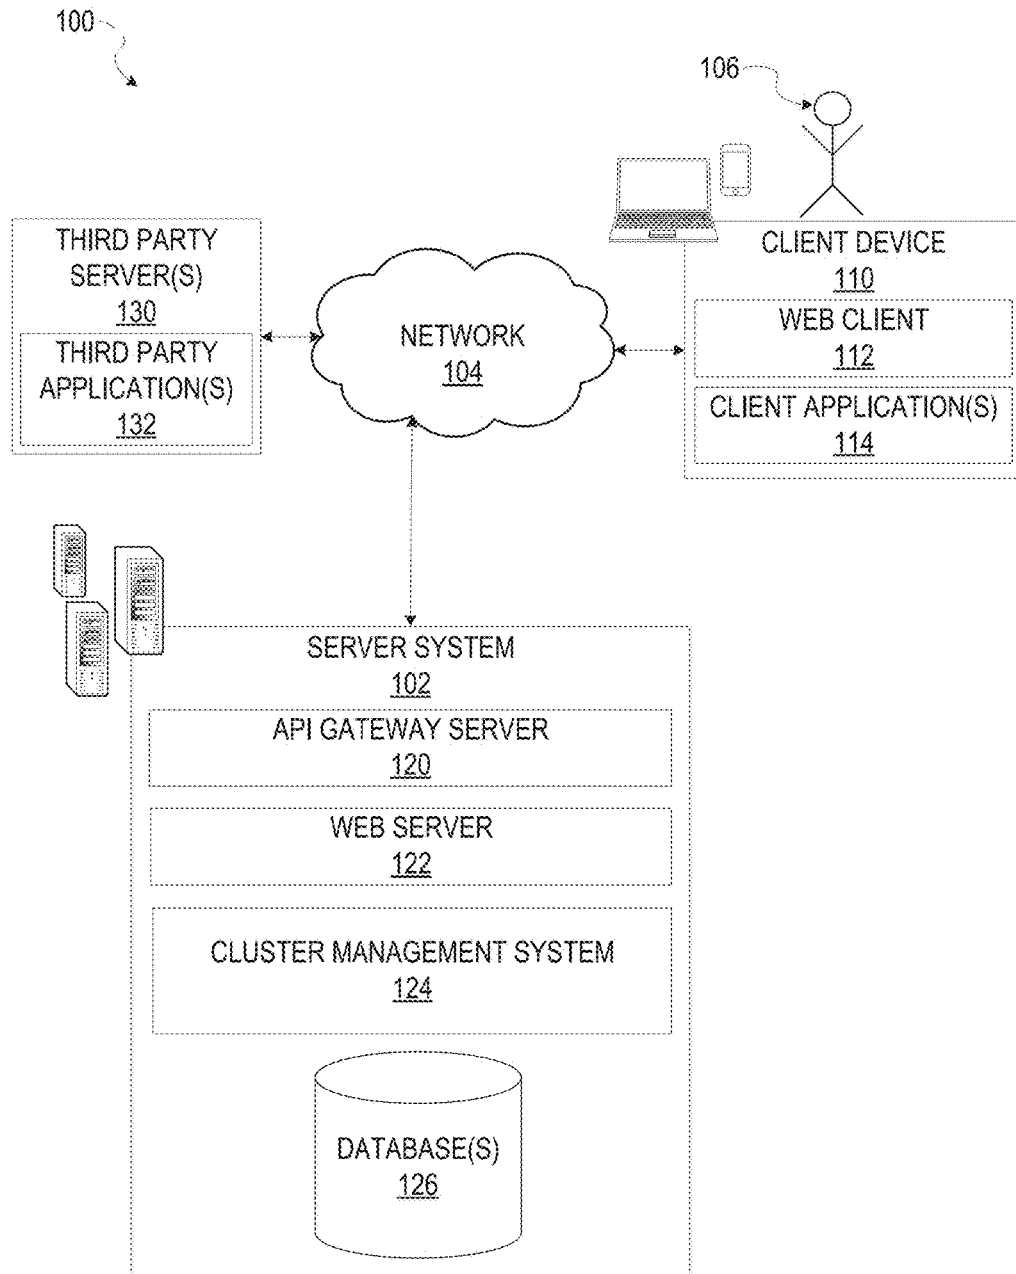 100
106
THIRD PARTY
SERVER(S)
130
THIRD PARTY
APPLICATION(S)
132
NETWORK
104
CLIENT DEVICE
110
WEB CLIENT
112
CLIENT APPLICATION(S)
114
SERVER SYSTEM
102
API GATEWAY SERVER
120
WEB SERVER
122
CLUSTER MANAGEMENT SYSTEM
124
DATABASE(S)
126